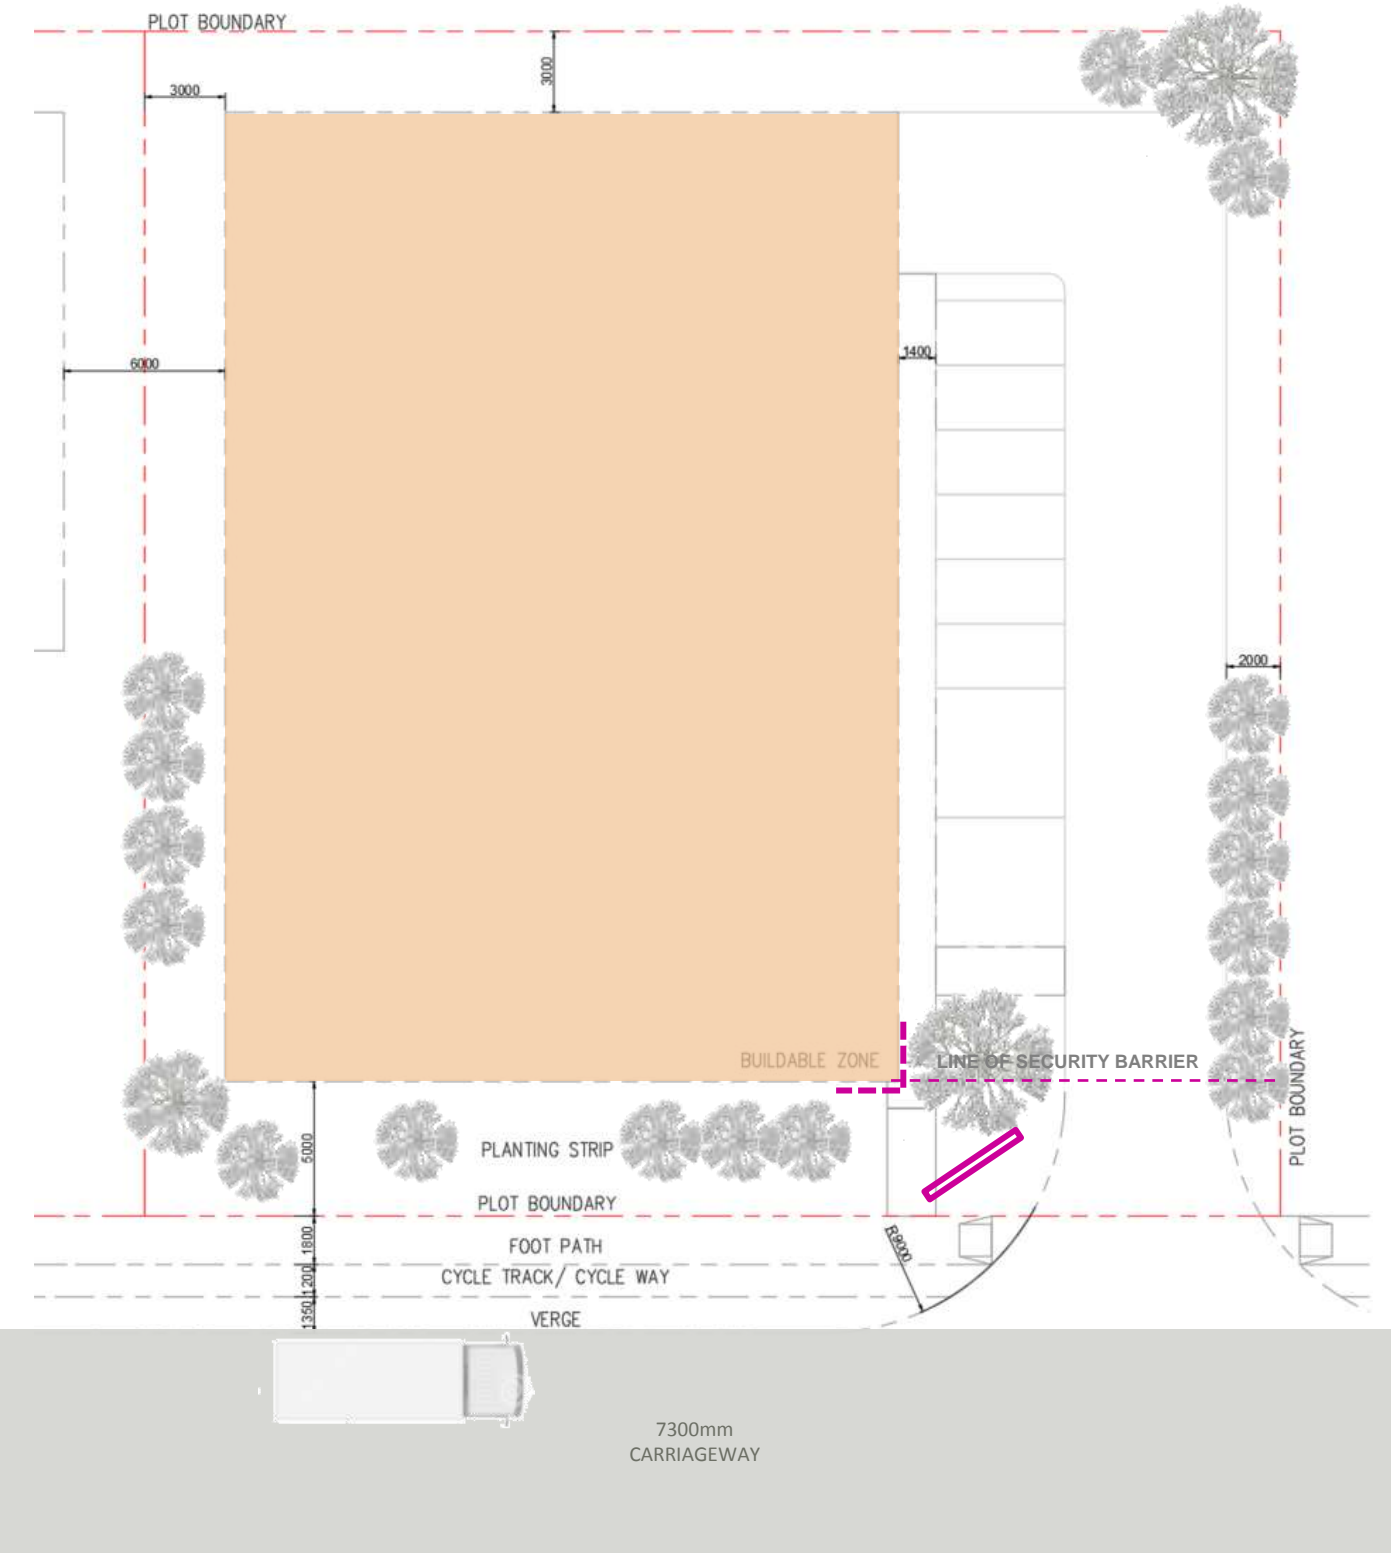 PLOT BOUNDARY
3000
3000
6000
1400
2000
BUILDABLE ZONE
LINE OF SECURITY BARRIER
PLOT BOUNDARY
5000
PLANTING STRIP
PLOT BOUNDARY
1800
FOOT PATH
R9000
1200
CYCLE TRACK/ CYCLE WAY
1350
VERGE
7300mm
CARRIAGEWAY